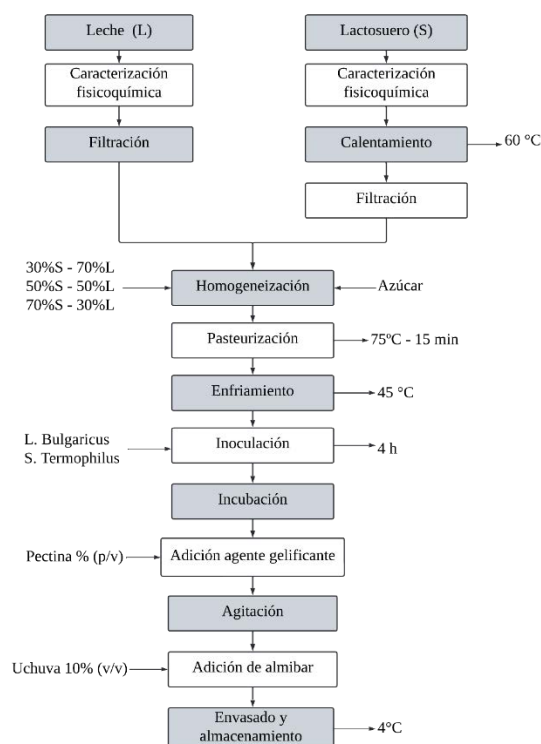 Leche (L)
Lactosuero (S)
Caracterización
fisicoquímica
Caracterización
fisicoquímica
Filtración
Calentamiento
60 °C
Filtración
30%S - 70%L
50%S - 50%L
70%S - 30%L
Homogeneización
Azúcar
Pasteurización
75ºC - 15 min
Enfriamiento
45 °C
L. Bulgaricus
S. Termophilus
Inoculación
4 h
Incubación
Pectina % (p/v)
Adición agente gelificante
Agitación
Uchuva 10% (v/v)
Adición de almibar
Envasado y
almacenamiento
4°C